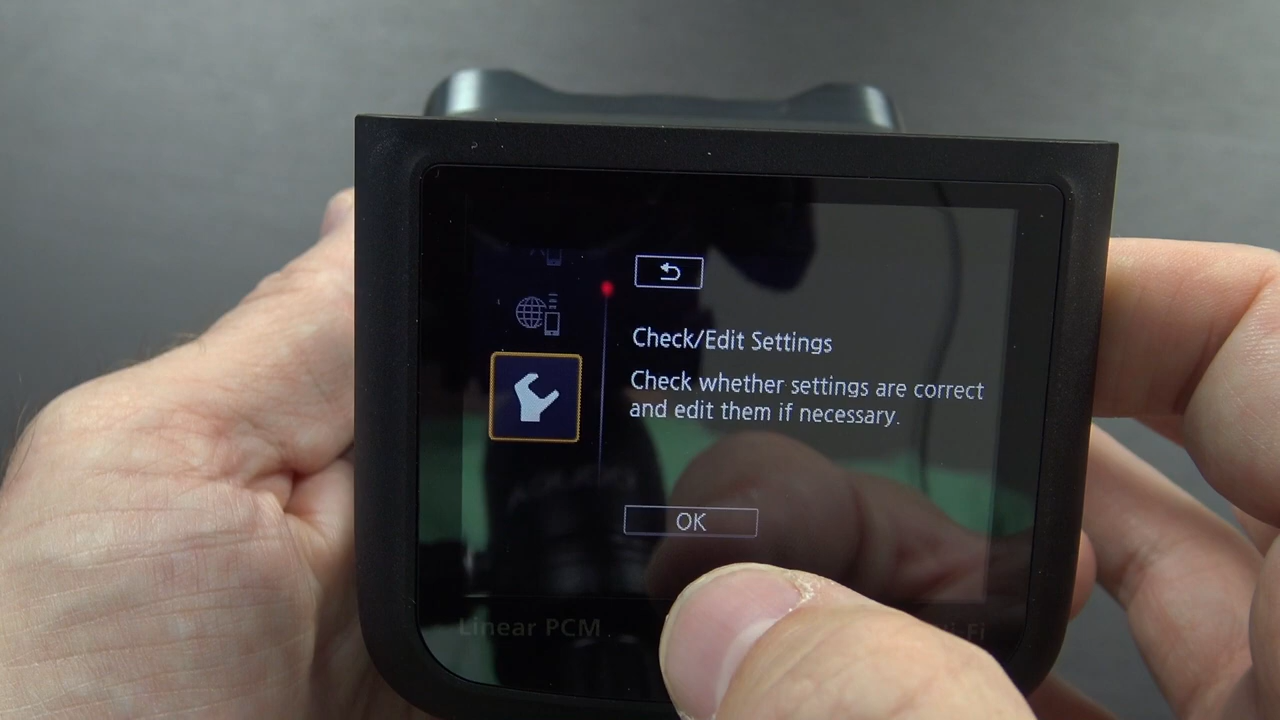 Check/Edit Settings
Check whether settings are correct
and edit them if necessary.
OK
Linear PCM